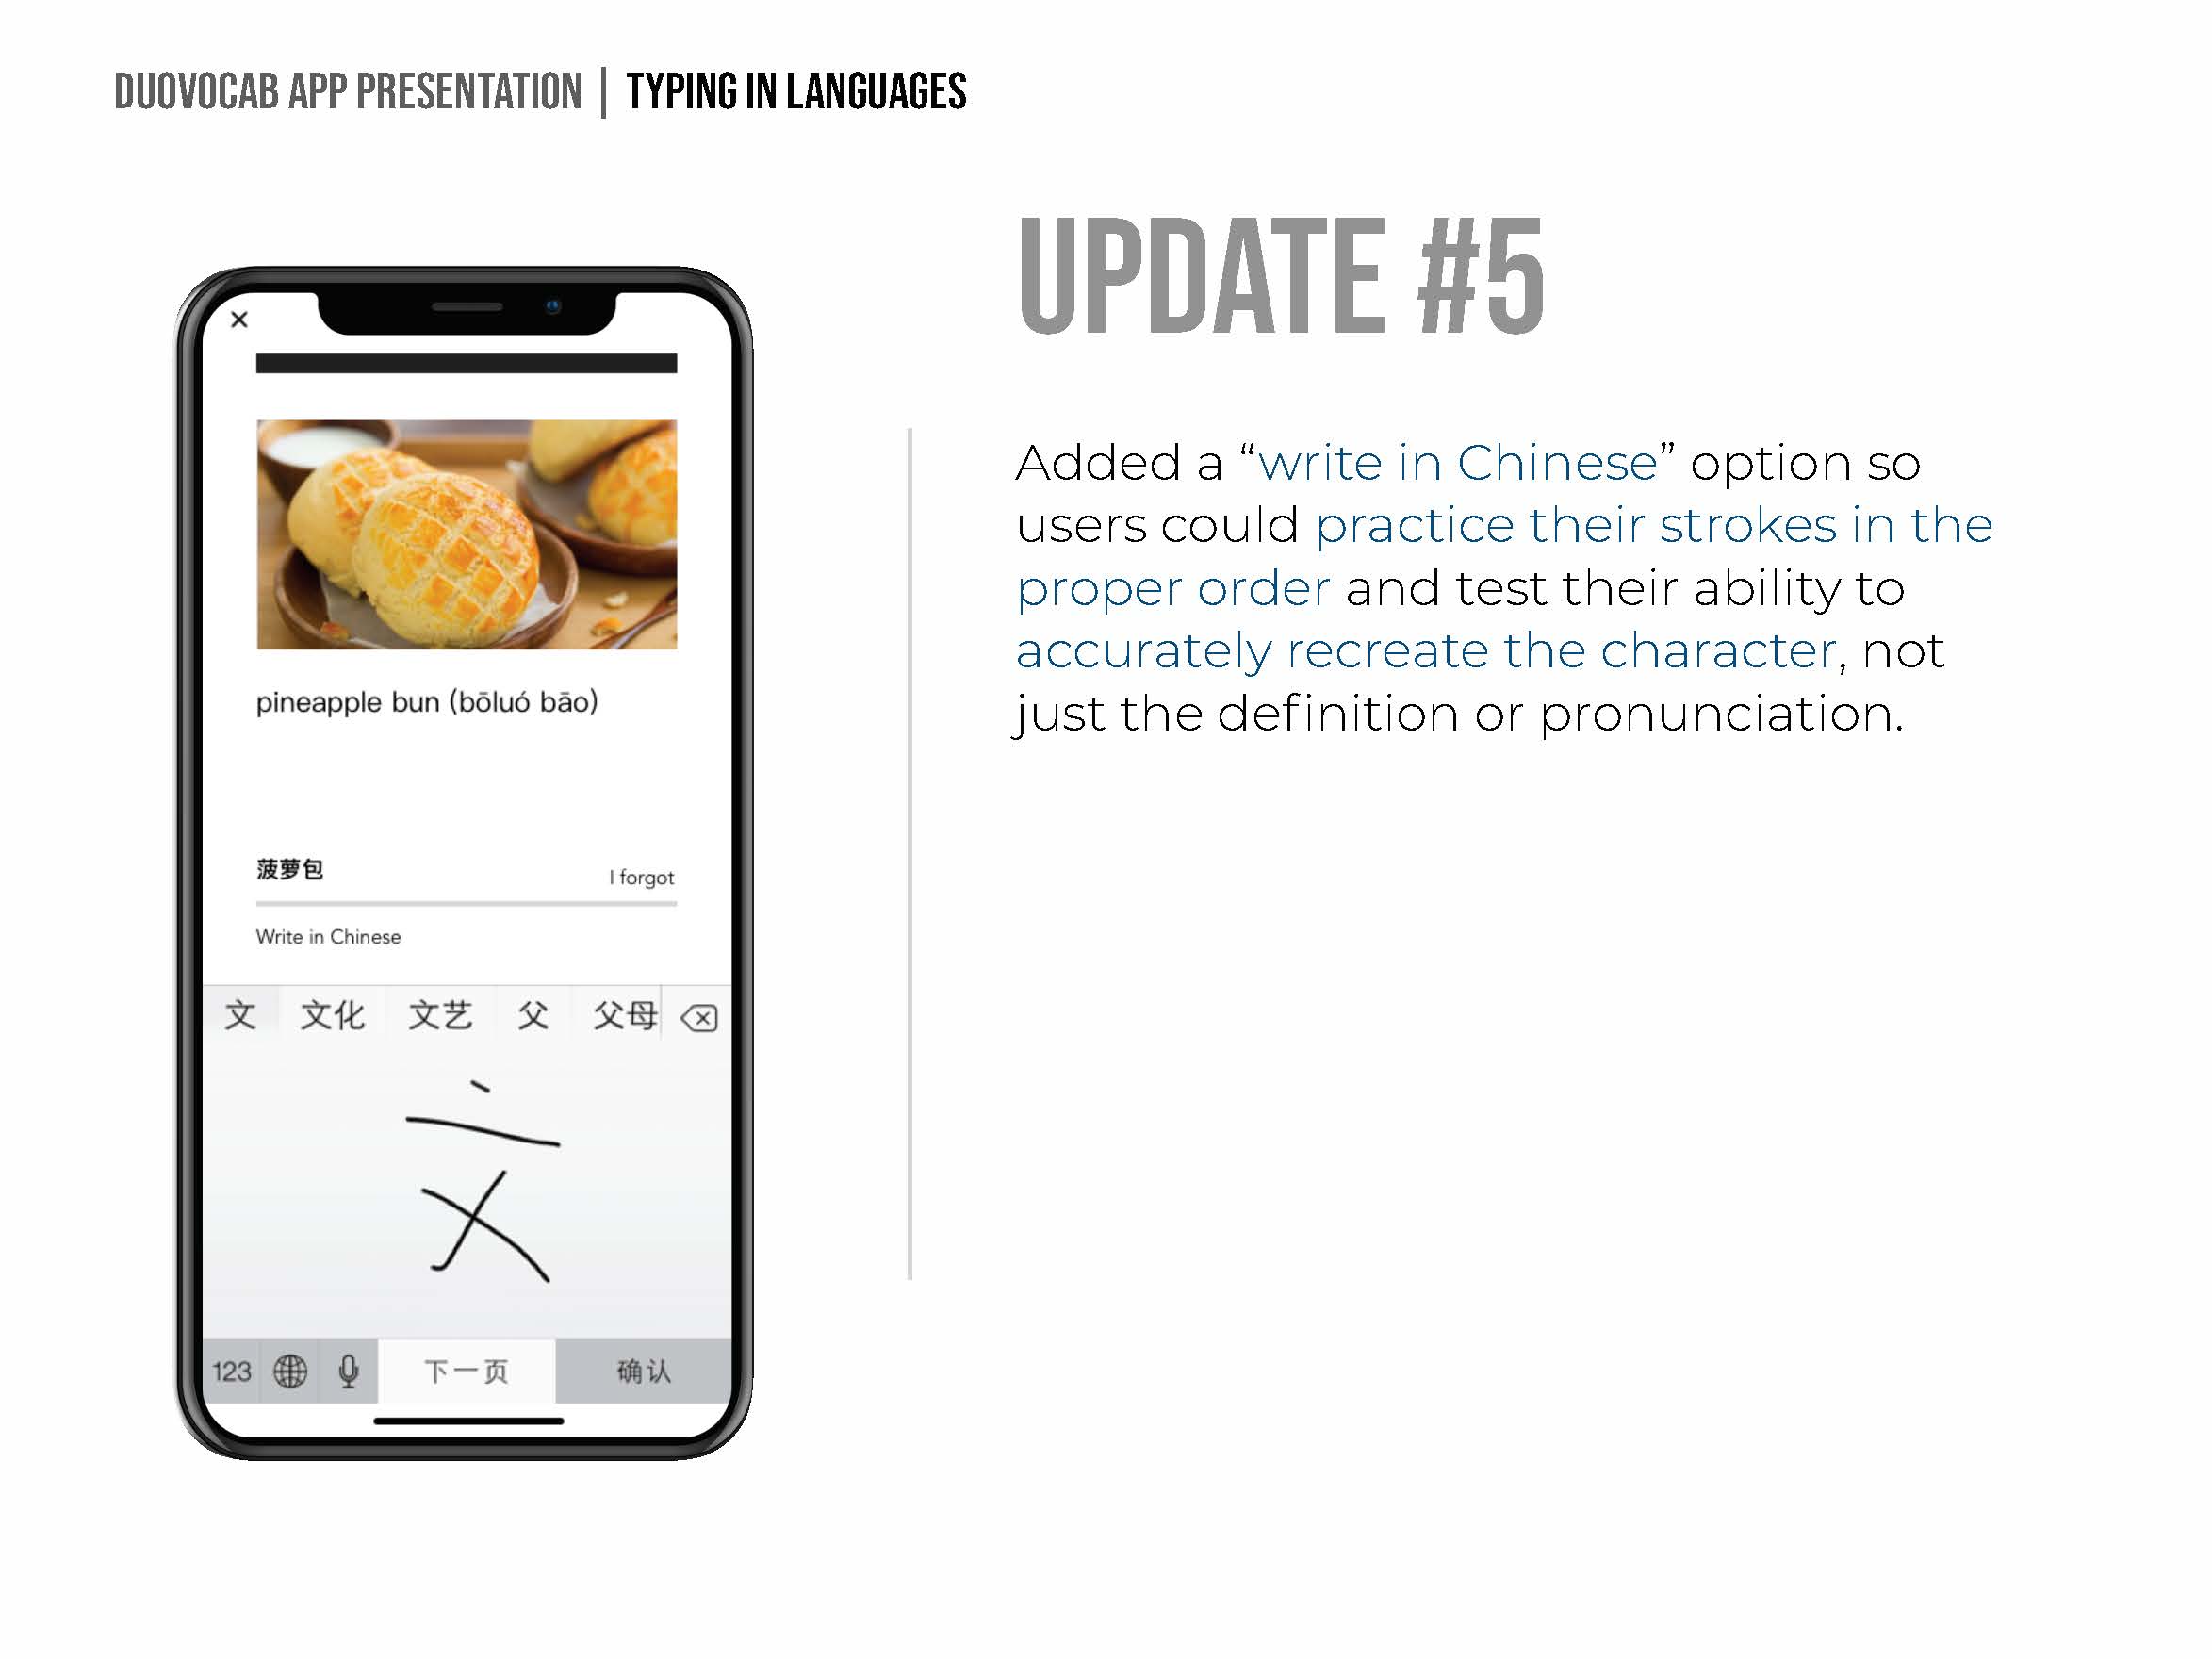 DUOVOCAB APP PRESENTATION | TYPING IN LANGUAGES
UPDATE #5
Added a “write in Chinese” option so
users could practice their strokes in the
proper order and test their ability to
accurately recreate the character, not
just the definition or pronunciation.
pineapple bun (bōluó bāo)
菠萝包 I forgot
Write in Chinese
文 文化 文艺 父 父母
文
123 下一页 确认